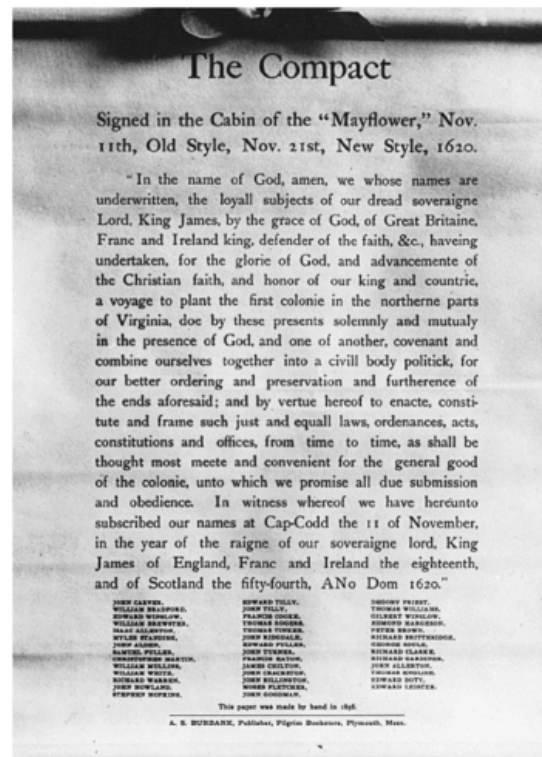 The Compact
Signed in the Cabin of the “Mayflower,” Nov.
11th, Old Style, Nov. 21st, New Style, 1620.
“In the name of God, amen, we whose names are
underwritten, the loyall subjects of our dread soveraigne
Lord, King James, by the grace of God, of Great Britaine,
Franc and Ireland king, defender of the faith, &c., haveing
undertaken, for the glorie of God, and advancemente of
the Christian faith, and honor of our king and countrie,
a voyage to plant the first colonie in the northerne parts
of Virginia, doe by these presents solemnly and mutualy
in the presence of God, and one of another, covenant and
combine ourselves together into a civill body politick, for
our better ordering and preservation and furtherence of
the ends aforesaid; and by vertue hereof to enacte, consti-
tute and frame such just and equall laws, ordenances, acts,
constitutions and offices, from time to time, as shall be
thought most meete and convenient for the general good
of the colonie, unto which we promise all due submission
and obedience. In witness whereof we have hereunto
subscribed our names at Cap-Codd the 11 of November,
in the year of the raigne of our soveraigne lord, King
James of England, Franc and Ireland the eighteenth,
and of Scotland the fifty-fourth, ANo Dom 1620.”
JOHN CARVER,
WILLIAM BRADFORD,
EDWARD WINSLOW,
WILLIAM BREWSTER,
ISAAC ALLERTON,
MYLES STANDISH,
JOHN ALDEN,
SAMUEL FULLER,
CHRISTOPHER MARTIN,
WILLIAM MULLINS,
WILLIAM WHITE,
RICHARD WARREN,
JOHN HOWLAND,
STEPHEN HOPKINS,
EDWARD TILLY,
JOHN TILLY,
FRANCIS COOKE,
THOMAS ROGERS,
THOMAS TINKER,
JOHN RIDGDALE,
EDWARD FULLER,
JOHN TURNER,
FRANCIS EATON,
JAMES CHILTON,
JOHN CRACKSTON,
JOHN BILLINGTON,
MOSES FLETCHER,
JOHN GOODMAN,
DEGORY PRIEST,
THOMAS WILLIAMS,
GILBERT WINSLOW,
EDMUND MARGESON,
PETER BROWN,
RICHARD BRITTERIDGE,
GEORGE SOULE,
RICHARD CLARKE,
RICHARD GARDINER,
JOHN ALLERTON,
THOMAS ENGLISH,
EDWARD DOTY,
EDWARD LEISTER.
This paper was made by hand in 1898.
A. S. BURBANK, Publisher, Pilgrim Bookstore, Plymouth, Mass.